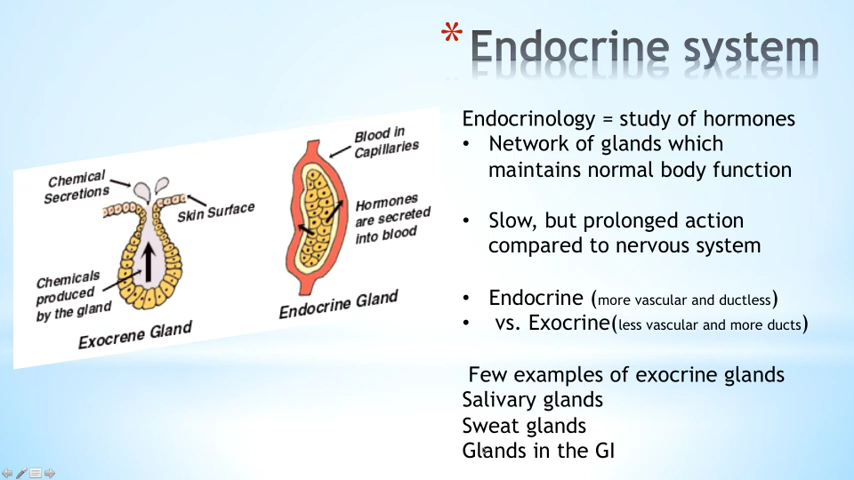 * Endocrine system
Endocrinology = study of hormones
• Network of glands which
maintains normal body function
• Slow, but prolonged action
compared to nervous system
• Endocrine (more vascular and ductless)
• vs. Exocrine(less vascular and more ducts)
Few examples of exocrine glands
Salivary glands
Sweat glands
Glands in the GI
Chemical
Secretions
Skin Surface
Chemicals
produced
by the gland
Exocrene Gland
Blood in
Capillaries
Hormones
are secreted
into blood
Endocrine Gland